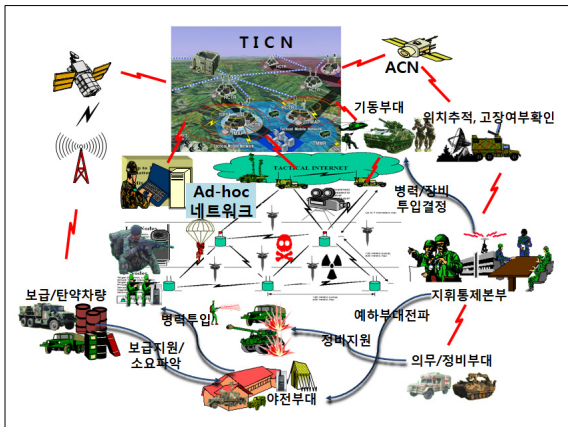 TICN
ACN
기동부대
위치추적, 고장여부확인
TACTICAL INTERNET
Ad-hoc
네트워크
병력/장비
투입결정
지휘통제본부
보급/탄약차량
병력투입
예하부대전파
정비지원
보급지원/
소요파악
의무/정비부대
야전부대